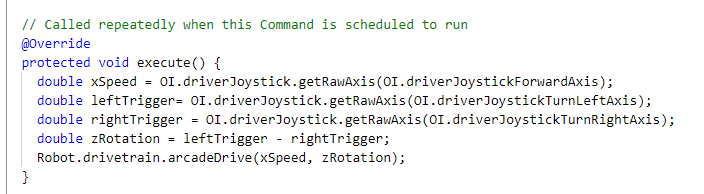 // Called repeatedly when this Command is scheduled to run
@Override
protected void execute() {
  double xSpeed = OI.driverJoystick.getRawAxis(OI.driverJoystickForwardAxis);
  double leftTrigger= OI.driverJoystick.getRawAxis(OI.driverJoystickTurnLeftAxis);
  double rightTrigger = OI.driverJoystick.getRawAxis(OI.driverJoystickTurnRightAxis);
  double zRotation = leftTrigger - rightTrigger;
  Robot.drivetrain.arcadeDrive(xSpeed, zRotation);
}